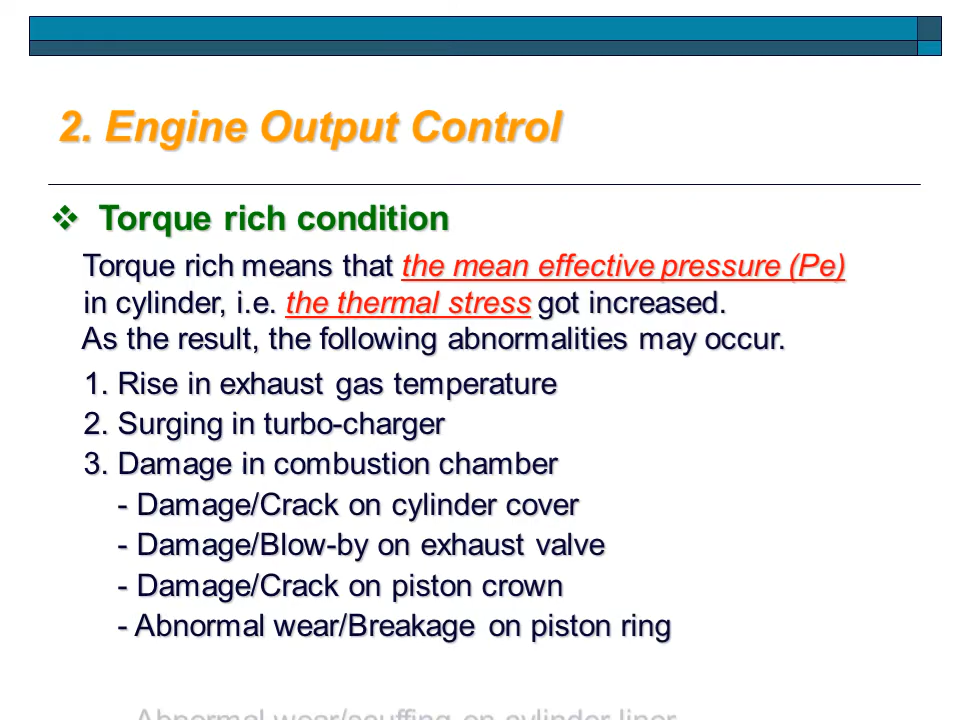 2. Engine Output Control
❖ Torque rich condition
Torque rich means that the mean effective pressure (Pe)
in cylinder, i.e. the thermal stress got increased.
As the result, the following abnormalities may occur.
1. Rise in exhaust gas temperature
2. Surging in turbo-charger
3. Damage in combustion chamber
- Damage/Crack on cylinder cover
- Damage/Blow-by on exhaust valve
- Damage/Crack on piston crown
- Abnormal wear/Breakage on piston ring
Abnormal wear/scuffing on cylinder liner